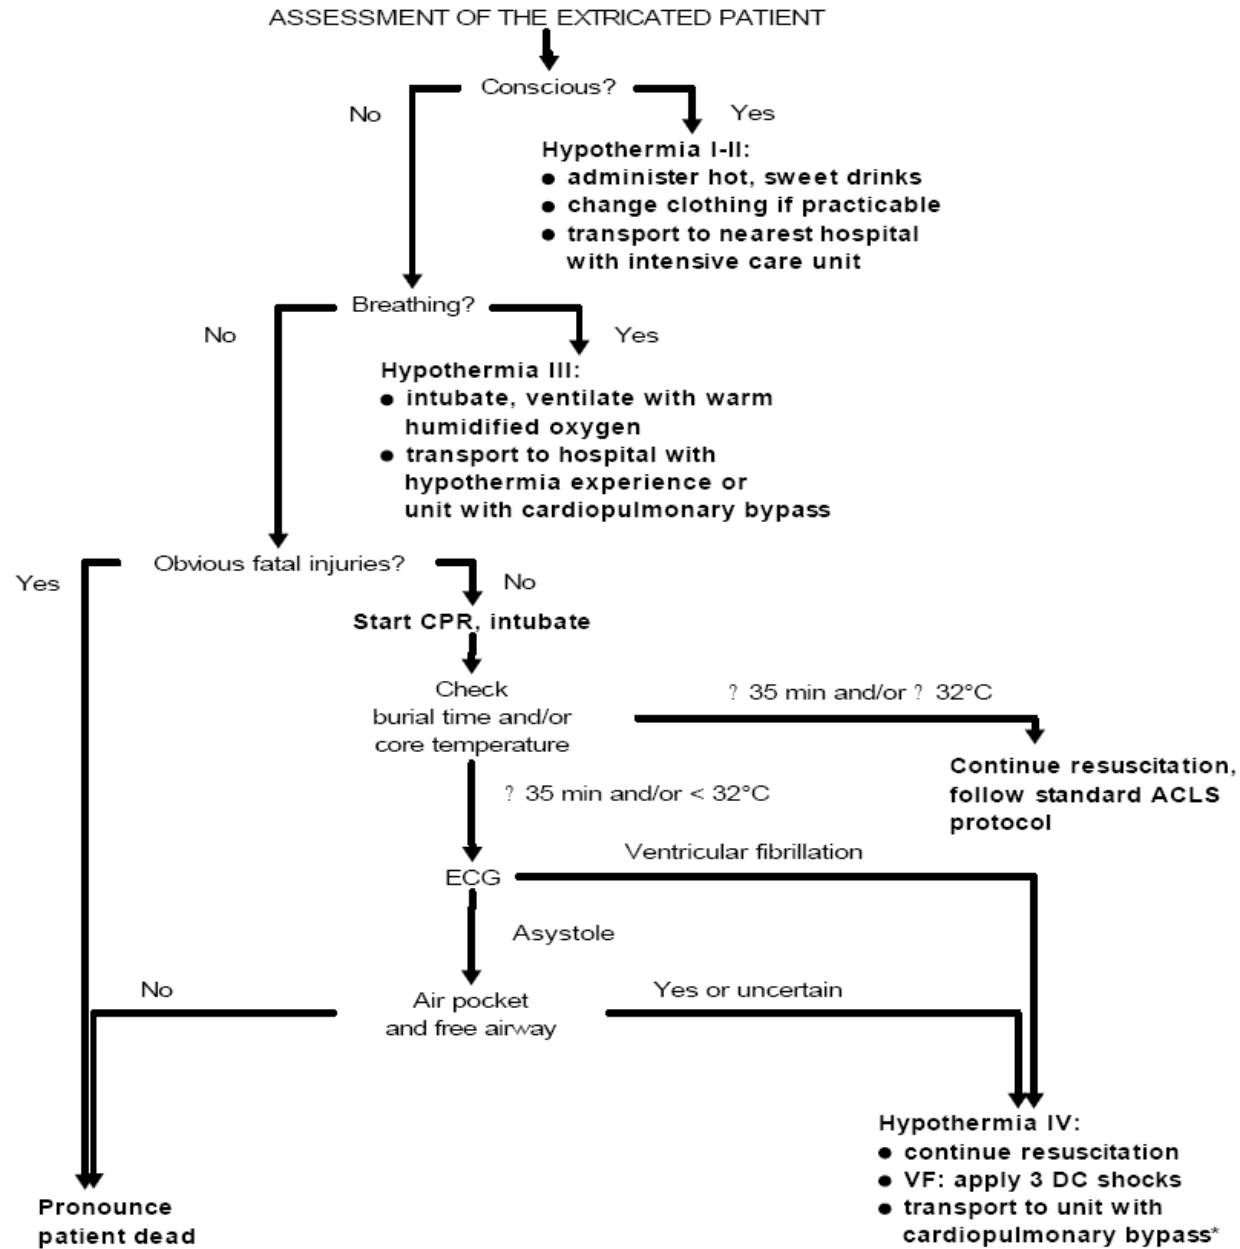 ASSESSMENT OF THE EXTRICATED PATIENT
Conscious?
No
Yes
Hypothermia I-II:
● administer hot, sweet drinks
● change clothing if practicable
● transport to nearest hospital
with intensive care unit
Breathing?
No
Yes
Hypothermia III:
● intubate, ventilate with warm
humidified oxygen
● transport to hospital with
hypothermia experience or
unit with cardiopulmonary bypass
Obvious fatal injuries?
Yes
No
Start CPR, intubate
Check
burial time and/or
core temperature
? 35 min and/or ? 32°C
Continue resuscitation,
follow standard ACLS
protocol
? 35 min and/or < 32°C
Ventricular fibrillation
ECG
Asystole
No
Air pocket
and free airway
Yes or uncertain
Hypothermia IV:
● continue resuscitation
● VF: apply 3 DC shocks
● transport to unit with
cardiopulmonary bypass*
Pronounce
patient dead